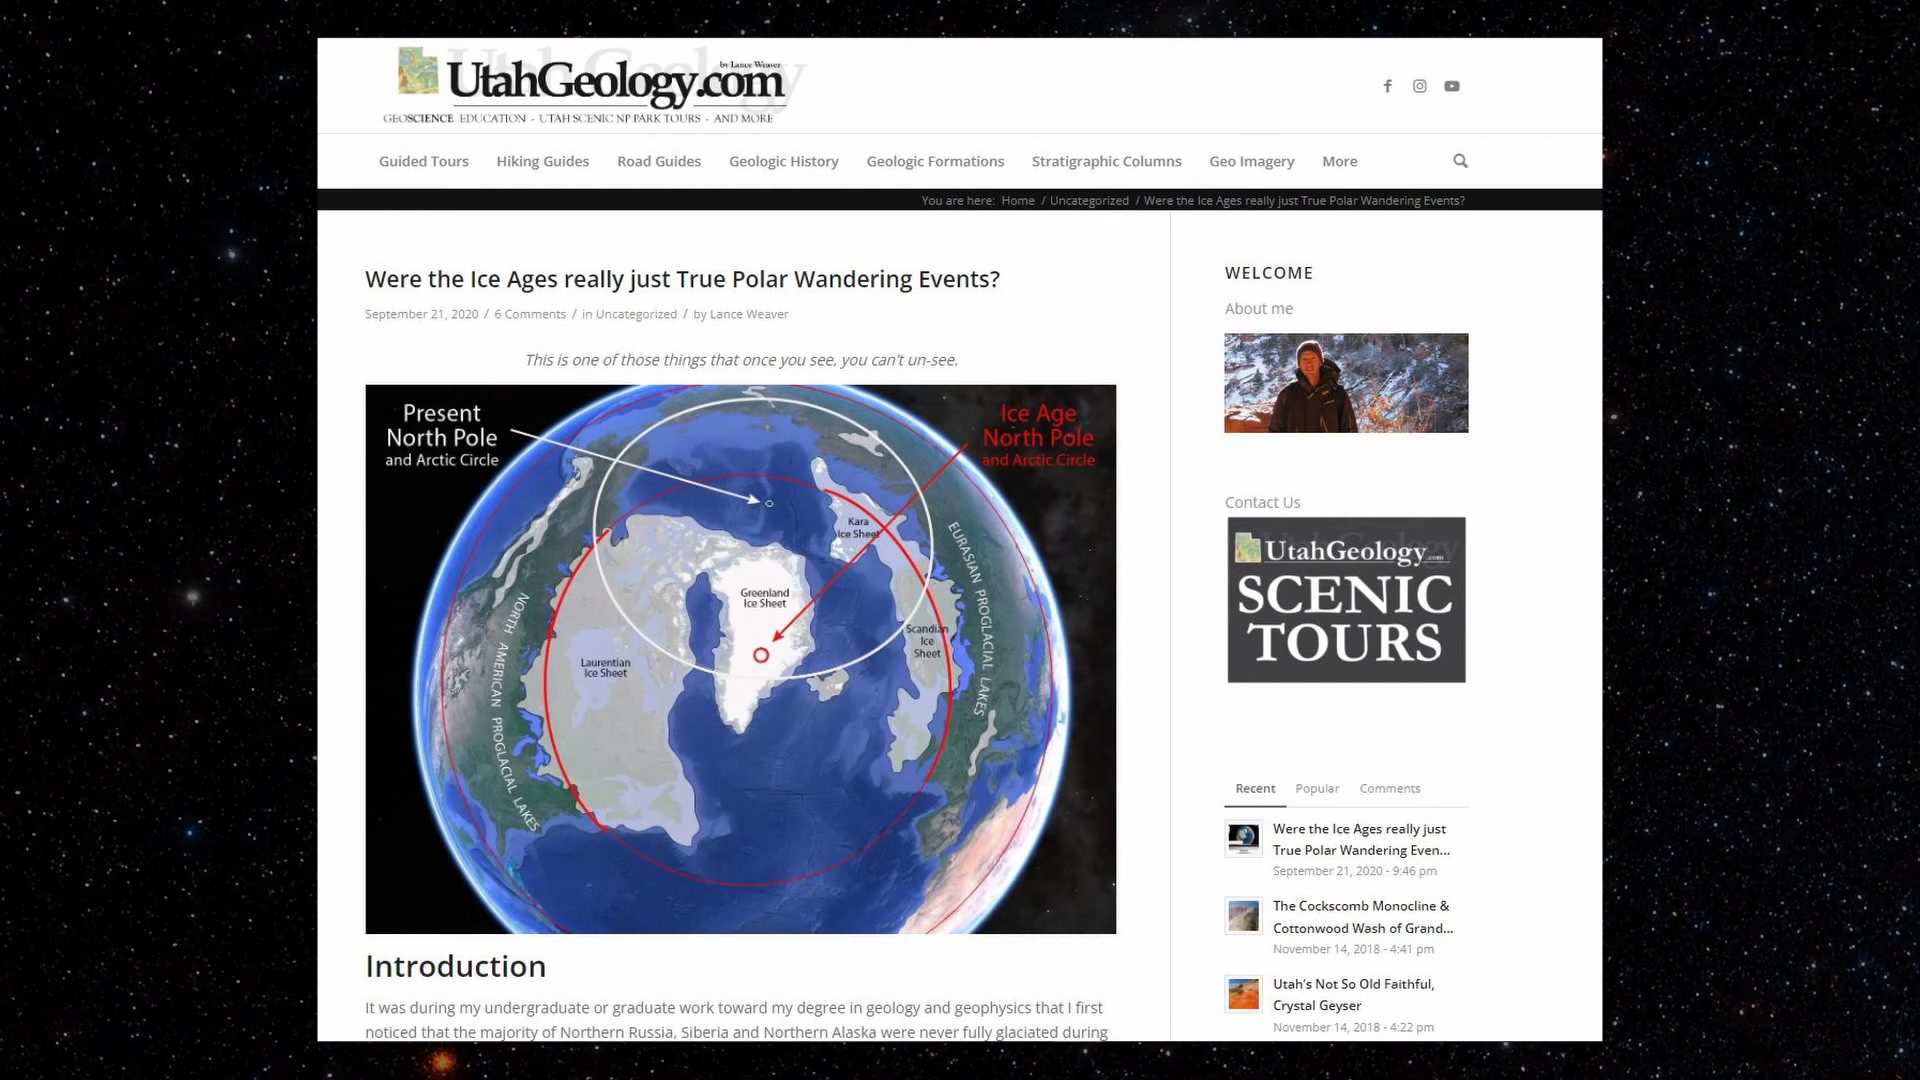 by Lance Weaver
UtahGeology.com
GEOSCIENCE EDUCATION - UTAH SCENIC NP PARK TOURS - AND MORE
Guided Tours Hiking Guides Road Guides Geologic History Geologic Formations Stratigraphic Columns Geo Imagery More
You are here: Home / Uncategorized / Were the Ice Ages really just True Polar Wandering Events?
Were the Ice Ages really just True Polar Wandering Events?
September 21, 2020 / 6 Comments / in Uncategorized / by Lance Weaver
This is one of those things that once you see, you can't un-see.
Present
North Pole
and Arctic Circle
Ice Age
North Pole
and Arctic Circle
Kara
Ice Sheet
Greenland
Ice Sheet
Scandian
Ice
Sheet
Laurentian
Ice Sheet
NORTH AMERICAN PROGLACIAL LAKES
EURASIAN PROGLACIAL LAKES
Introduction
It was during my undergraduate or graduate work toward my degree in geology and geophysics that I first
noticed that the majority of Northern Russia, Siberia and Northern Alaska were never fully glaciated during
WELCOME
About me
Contact Us
UtahGeology.com
SCENIC
TOURS
Recent Popular Comments
Were the Ice Ages really just
True Polar Wandering Even...
September 21, 2020 - 9:46 pm
The Cockscomb Monocline &
Cottonwood Wash of Grand...
November 14, 2018 - 4:41 pm
Utah's Not So Old Faithful,
Crystal Geyser
November 14, 2018 - 4:22 pm